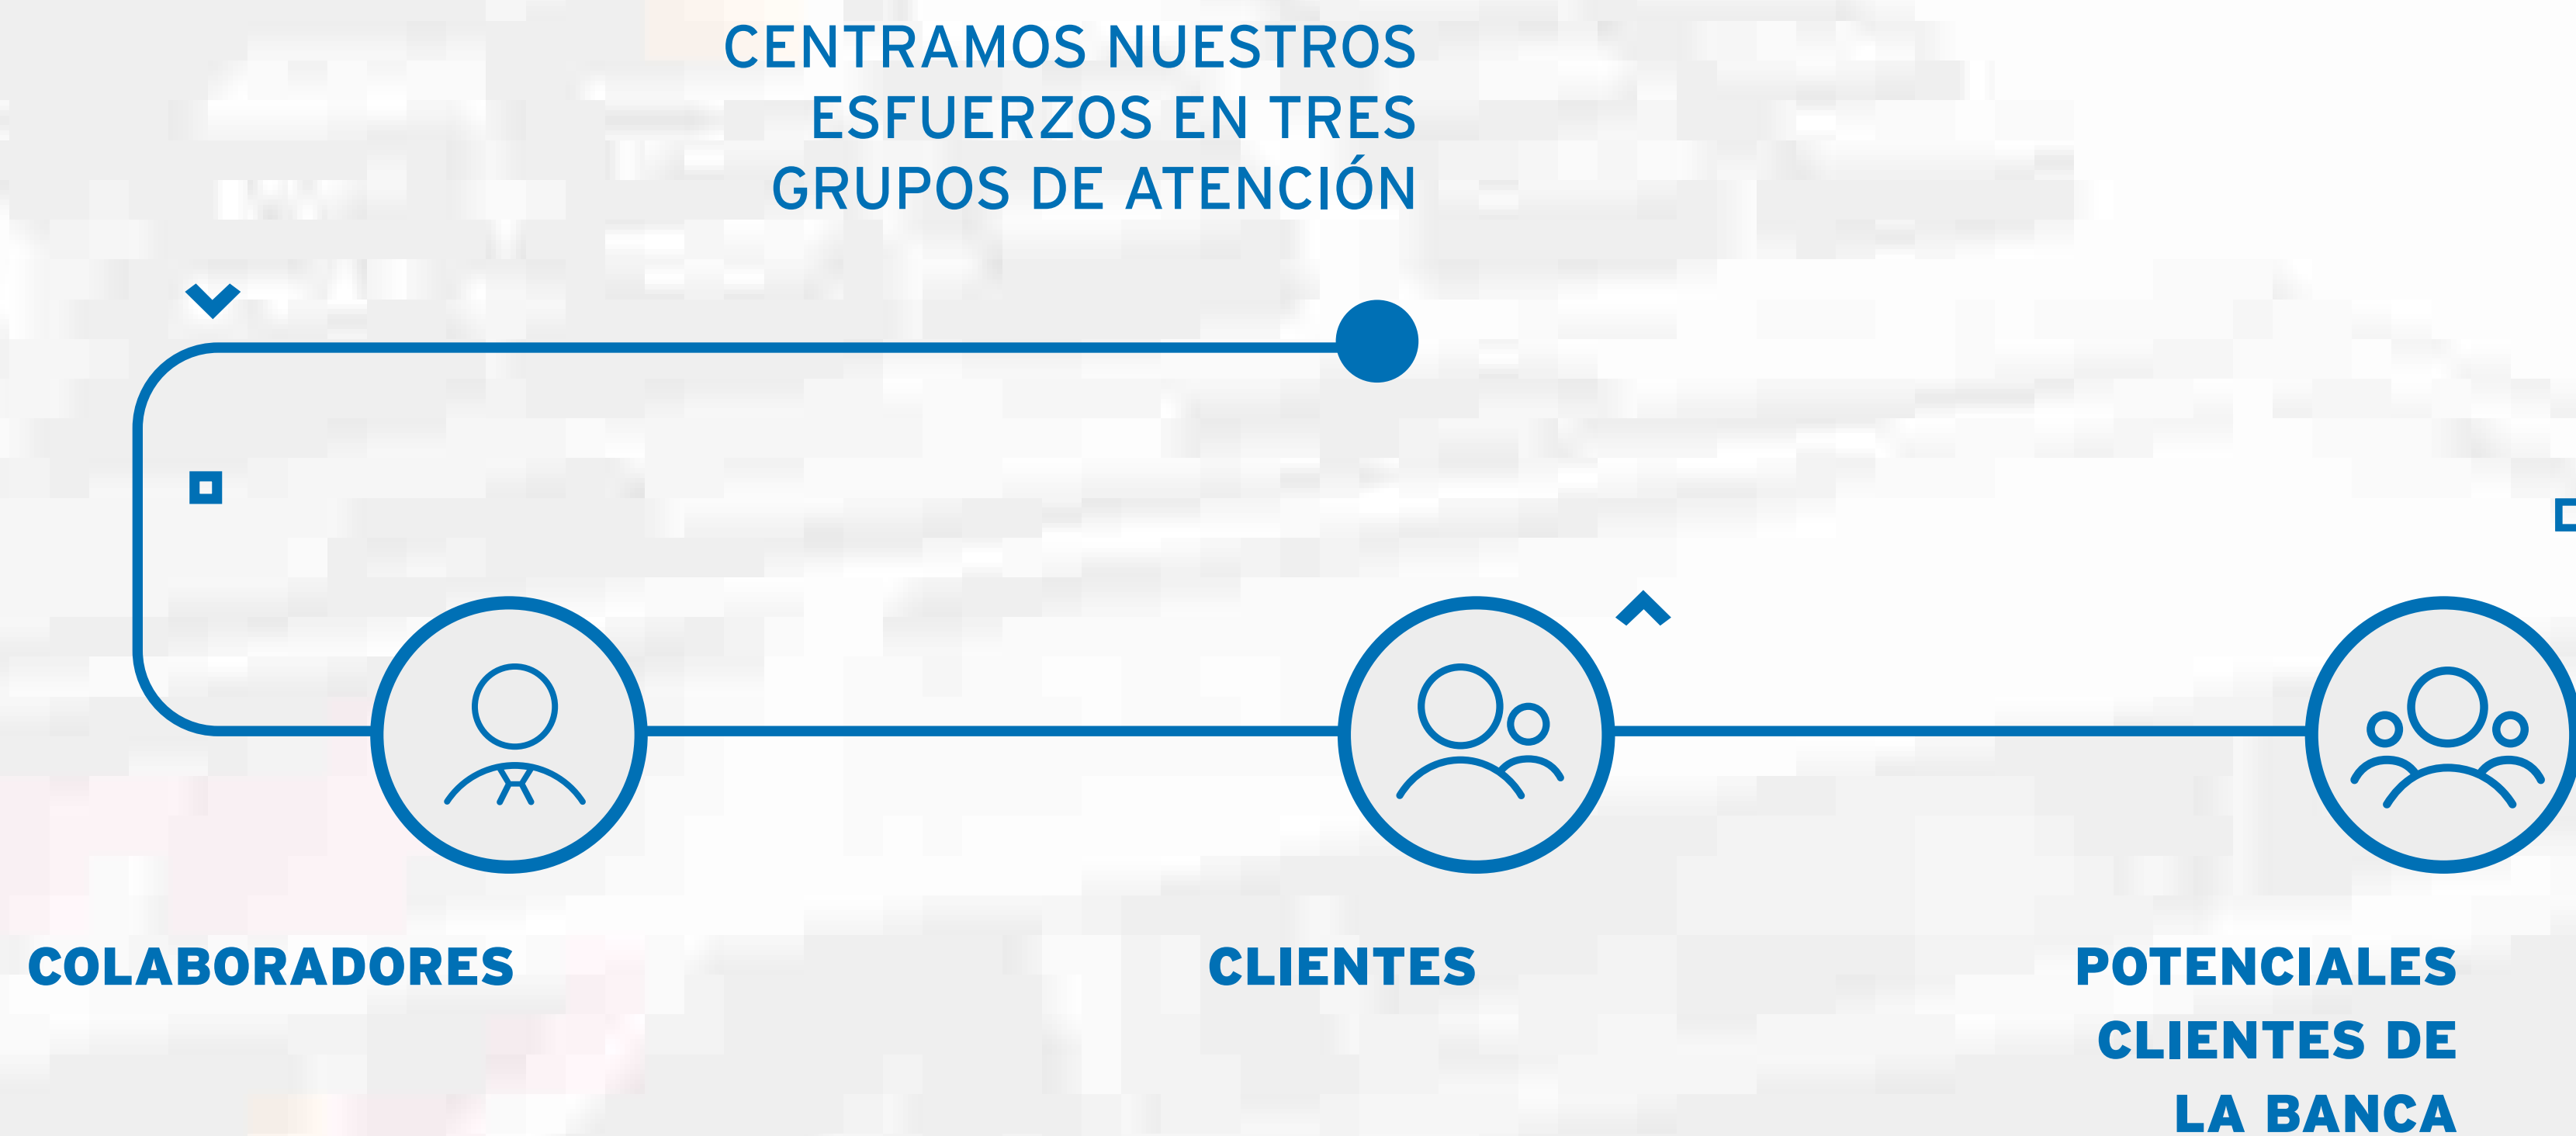 CENTRAMOS NUESTROS
ESFUERZOS EN TRES
GRUPOS DE ATENCIÓN
COLABORADORES
CLIENTES
POTENCIALES
CLIENTES DE
LA BANCA